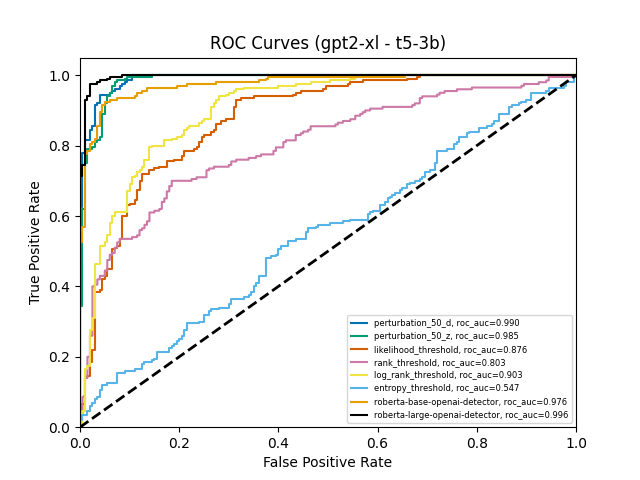 ROC Curves (gpt2-xl - t5-3b)
True Positive Rate
1.0
0.8
0.6
0.4
0.2
0.0
perturbation_50_d, roc_auc=0.990
perturbation_50_z, roc_auc=0.985
likelihood_threshold, roc_auc=0.876
rank_threshold, roc_auc=0.803
log_rank_threshold, roc_auc=0.903
entropy_threshold, roc_auc=0.547
roberta-base-openai-detector, roc_auc=0.976
roberta-large-openai-detector, roc_auc=0.996
0.0 0.2 0.4 0.6 0.8 1.0
False Positive Rate